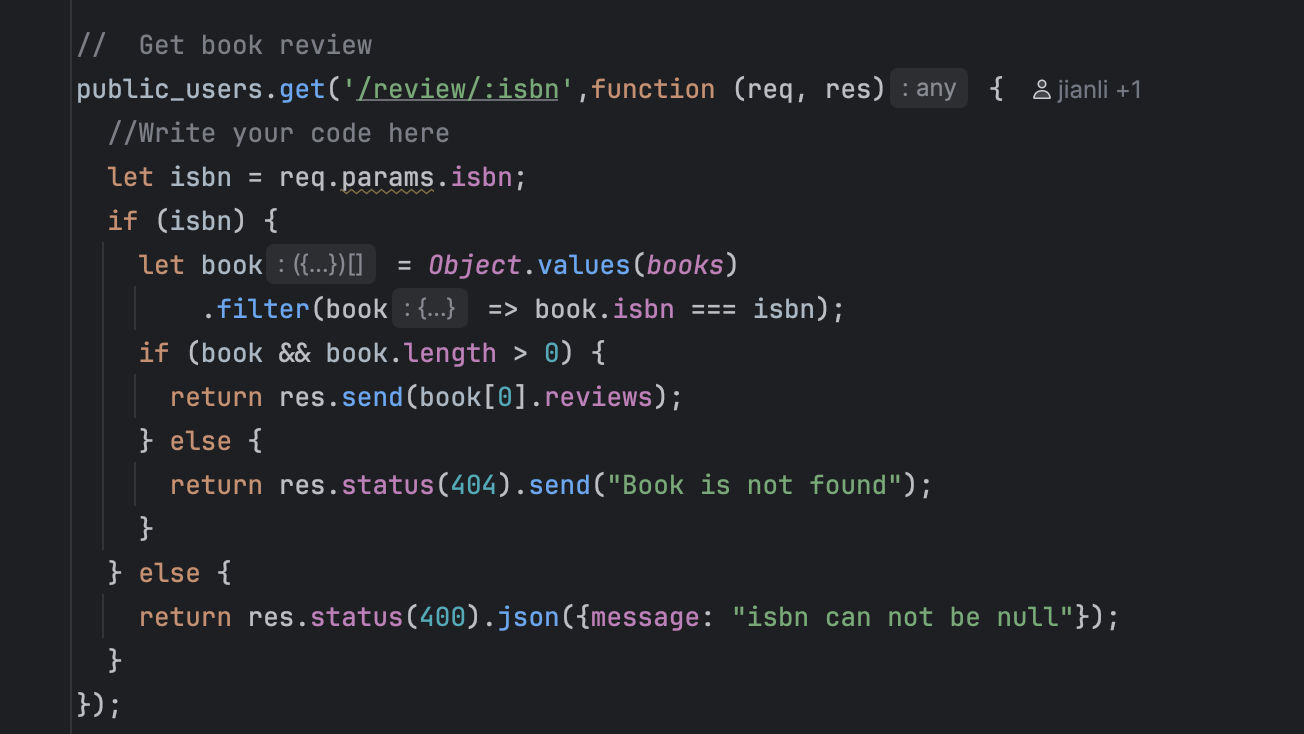 //  Get book review
public_users.get('/review/:isbn',function (req, res) : any  {  jianli +1
  //Write your code here
  let isbn = req.params.isbn;
  if (isbn) {
    let book : ({...})[]  = Object.values(books)
        .filter(book : {...}  => book.isbn === isbn);
    if (book && book.length > 0) {
      return res.send(book[0].reviews);
    } else {
      return res.status(404).send("Book is not found");
    }
  } else {
    return res.status(400).json({message: "isbn can not be null"});
  }
});